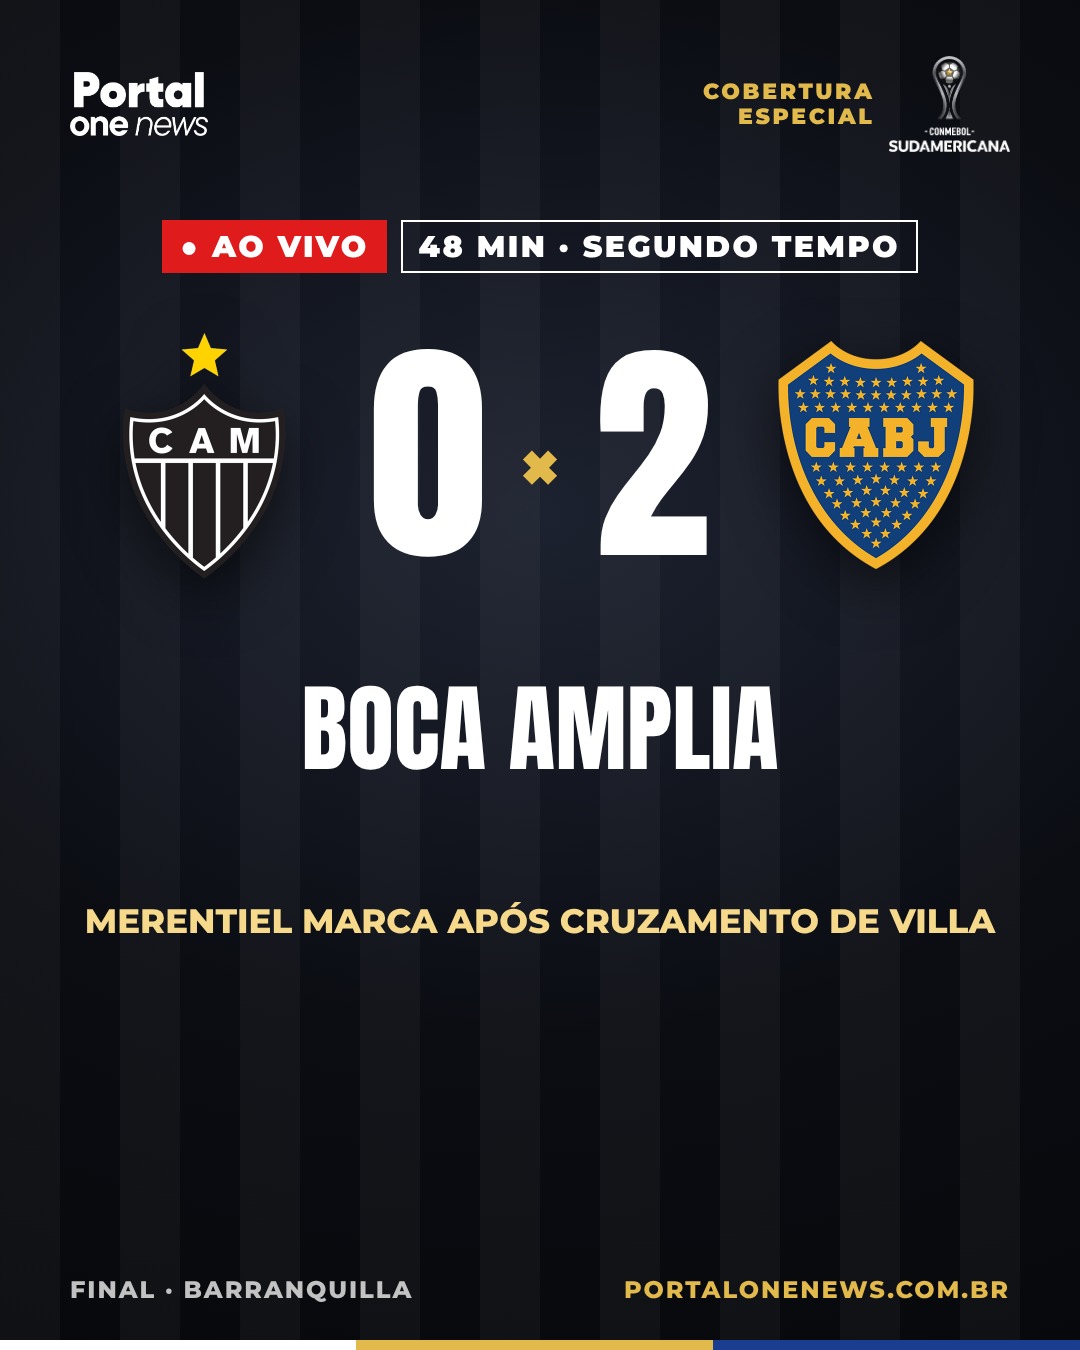 Portal
one news
COBERTURA
ESPECIAL
-CONMEBOL-
SUDAMERICANA
• AO VIVO
48 MIN · SEGUNDO TEMPO
CAM
0 × 2
CABJ
BOCA AMPLIA
MERENTIEL MARCA APÓS CRUZAMENTO DE VILLA
FINAL · BARRANQUILLA
PORTALONENEWS.COM.BR